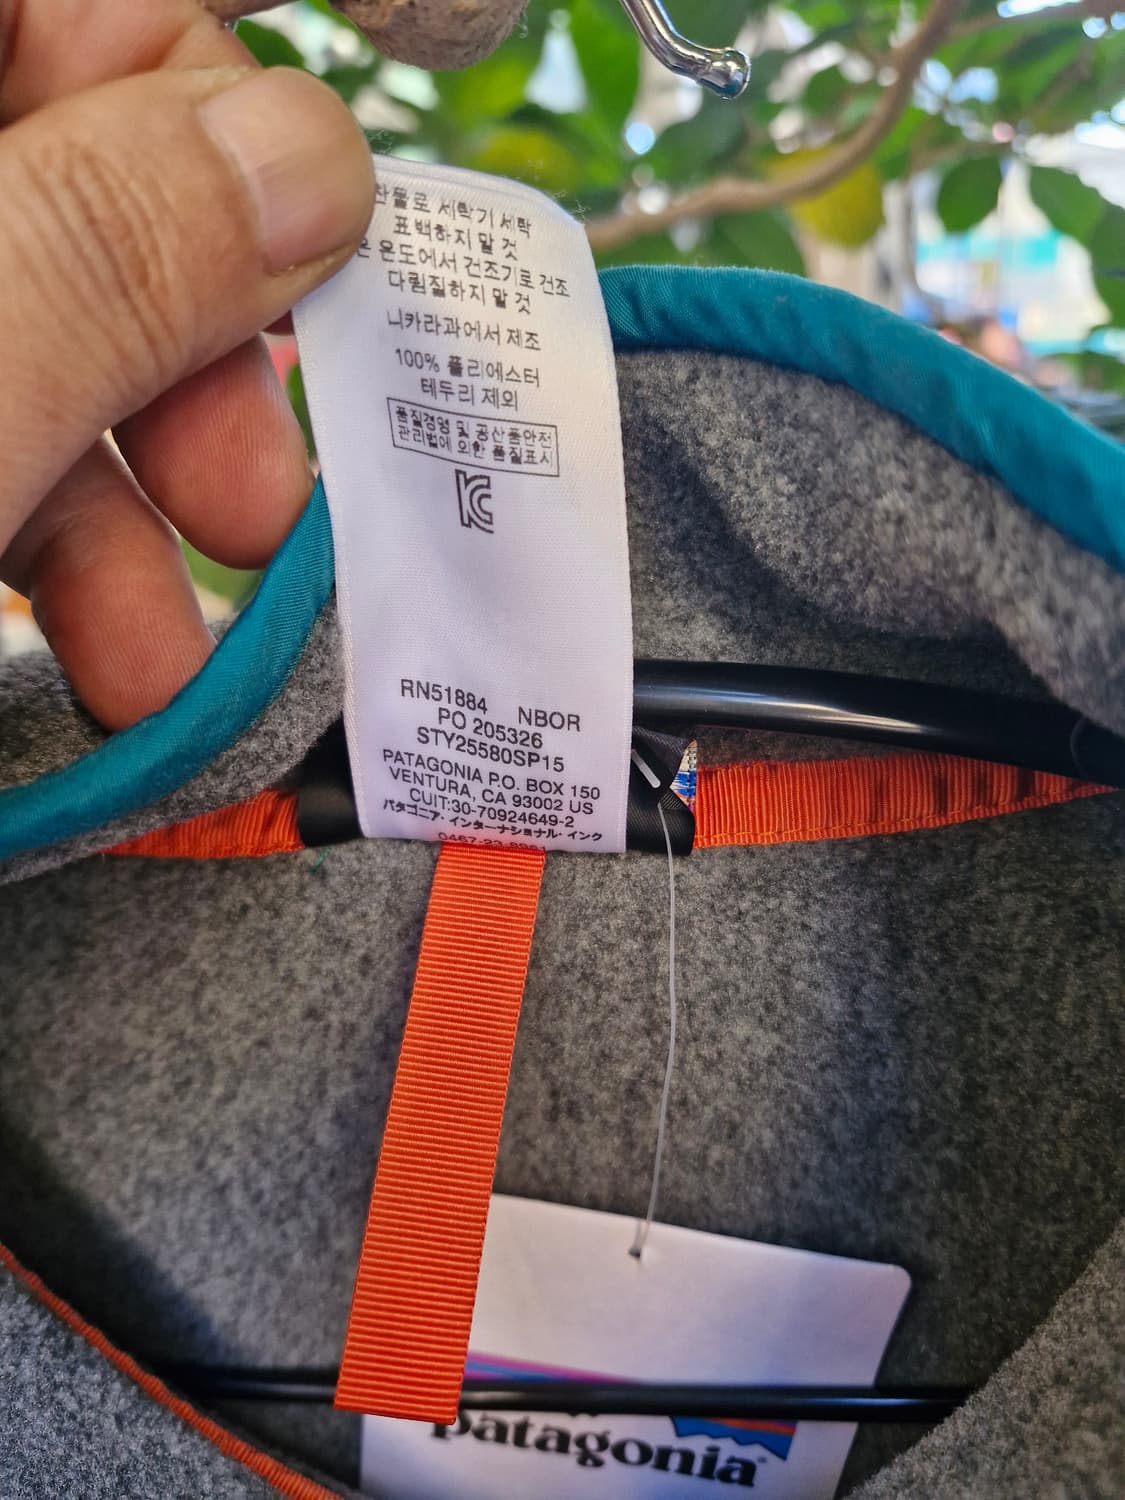 찬물로 세탁기 세탁
표백하지 말 것
온도에서 건조기로 건조
다림질하지 말 것
니카라과에서 제조
100% 폴리에스터
테두리 제외
품질경영 및 공산품안전
관리법에 의한 품질표시
KC
RN51884 NBOR
PO 205326
STY25580SP15
PATAGONIA P.O. BOX 150
VENTURA, CA 93002 US
CUIT:30-70924649-2
パタゴニア・インターナショナル・インク
patagonia